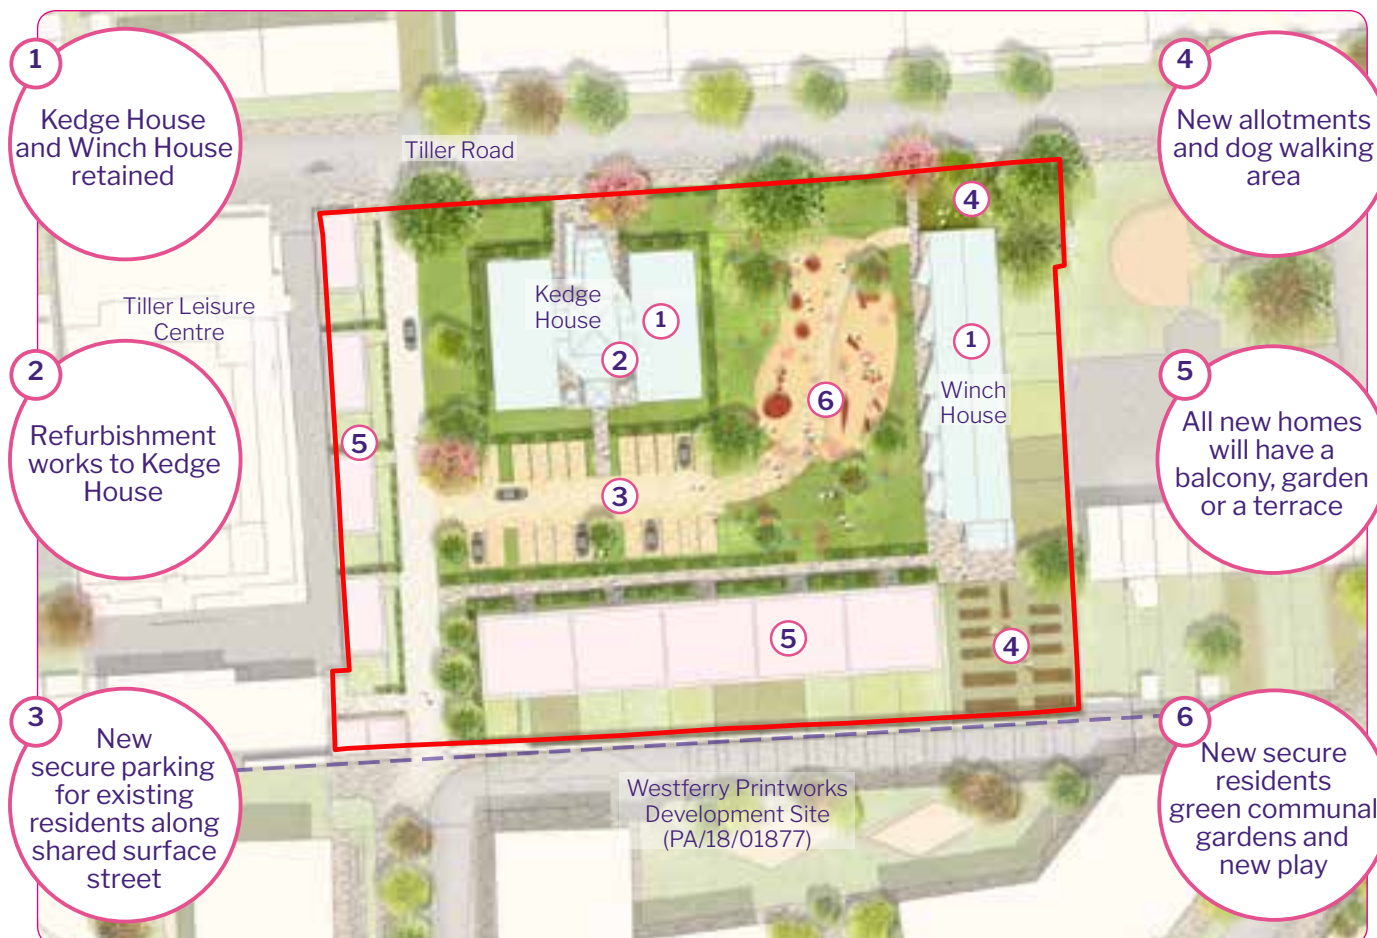 1
Kedge House
and Winch House
retained
2
Refurbishment
works to Kedge
House
3
New
secure parking
for existing
residents along
shared surface
street
Tiller Road
Tiller Leisure
Centre
Kedge
House
1
2
5
3
6
4
1
Winch
House
5
4
Westferry Printworks
Development Site
(PA/18/01877)
4
New allotments
and dog walking
area
5
All new homes
will have a
balcony, garden
or a terrace
6
New secure
residents
green communal
gardens and
new play